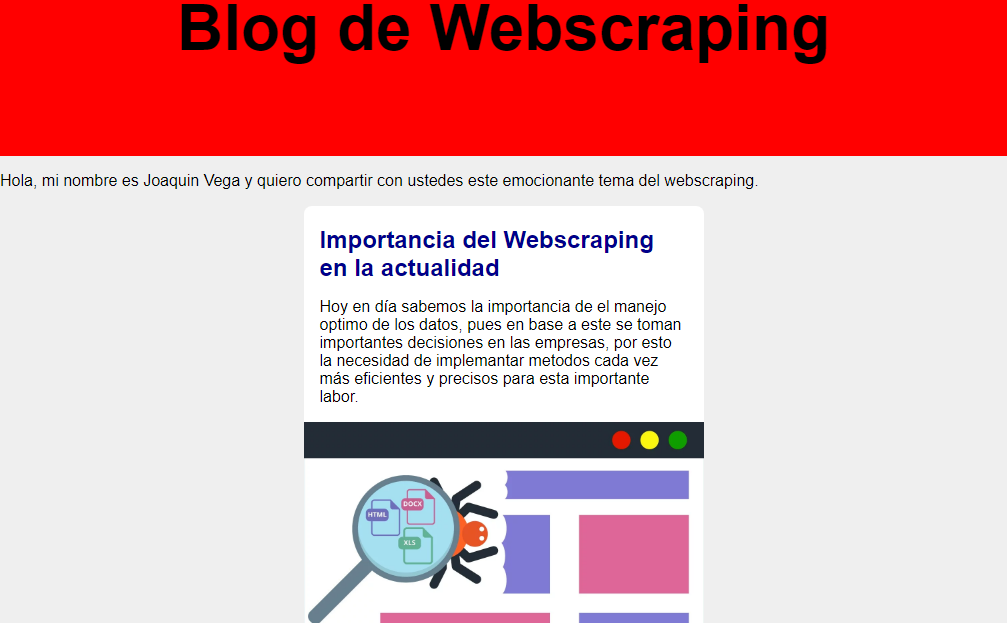 Blog de Webscraping
Hola, mi nombre es Joaquin Vega y quiero compartir con ustedes este emocionante tema del webscraping.
Importancia del Webscraping
en la actualidad
Hoy en día sabemos la importancia de el manejo
optimo de los datos, pues en base a este se toman
importantes decisiones en las empresas, por esto
la necesidad de implemantar metodos cada vez
más eficientes y precisos para esta importante
labor.
DOCX
HTML
XLS